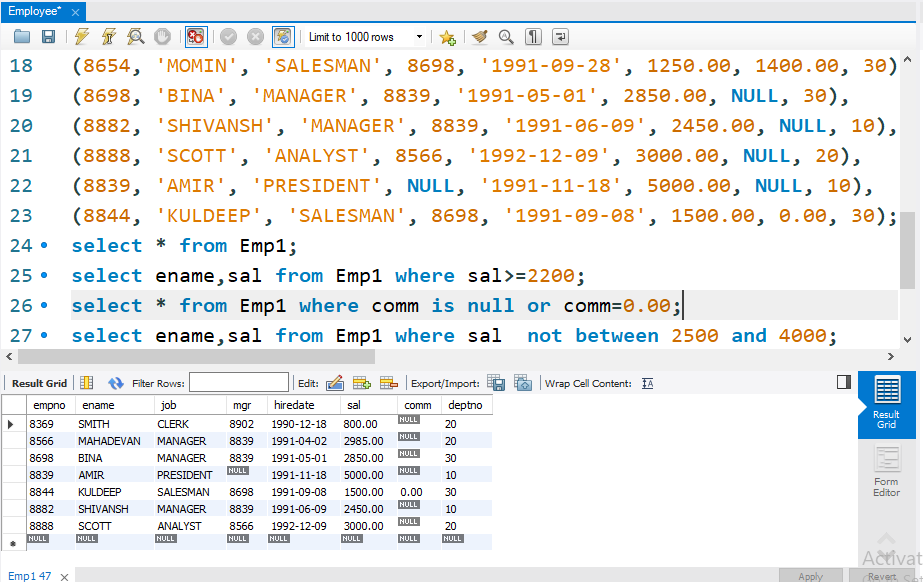 Employee*
Limit to 1000 rows
18 (8654, 'MOMIN', 'SALESMAN', 8698, '1991-09-28', 1250.00, 1400.00, 30)
19 (8698, 'BINA', 'MANAGER', 8839, '1991-05-01', 2850.00, NULL, 30),
20 (8882, 'SHIVANSH', 'MANAGER', 8839, '1991-06-09', 2450.00, NULL, 10),
21 (8888, 'SCOTT', 'ANALYST', 8566, '1992-12-09', 3000.00, NULL, 20),
22 (8839, 'AMIR', 'PRESIDENT', NULL, '1991-11-18', 5000.00, NULL, 10),
23 (8844, 'KULDEEP', 'SALESMAN', 8698, '1991-09-08', 1500.00, 0.00, 30);
24 select * from Emp1;
25 select ename,sal from Emp1 where sal>=2200;
26 select * from Emp1 where comm is null or comm=0.00;
27 select ename,sal from Emp1 where sal  not between 2500 and 4000;
Result Grid Filter Rows: Edit: Export/Import: Wrap Cell Content:
empno ename job mgr hiredate sal comm deptno
8369 SMITH CLERK 8902 1990-12-18 800.00 NULL 20
8566 MAHADEVAN MANAGER 8839 1991-04-02 2985.00 NULL 20
8698 BINA MANAGER 8839 1991-05-01 2850.00 NULL 30
8839 AMIR PRESIDENT NULL 1991-11-18 5000.00 NULL 10
8844 KULDEEP SALESMAN 8698 1991-09-08 1500.00 0.00 30
8882 SHIVANSH MANAGER 8839 1991-06-09 2450.00 NULL 10
8888 SCOTT ANALYST 8566 1992-12-09 3000.00 NULL 20
NULL NULL NULL NULL NULL NULL NULL NULL
Result
Grid
Form
Editor
Activat
Emp1 47
Apply Revert